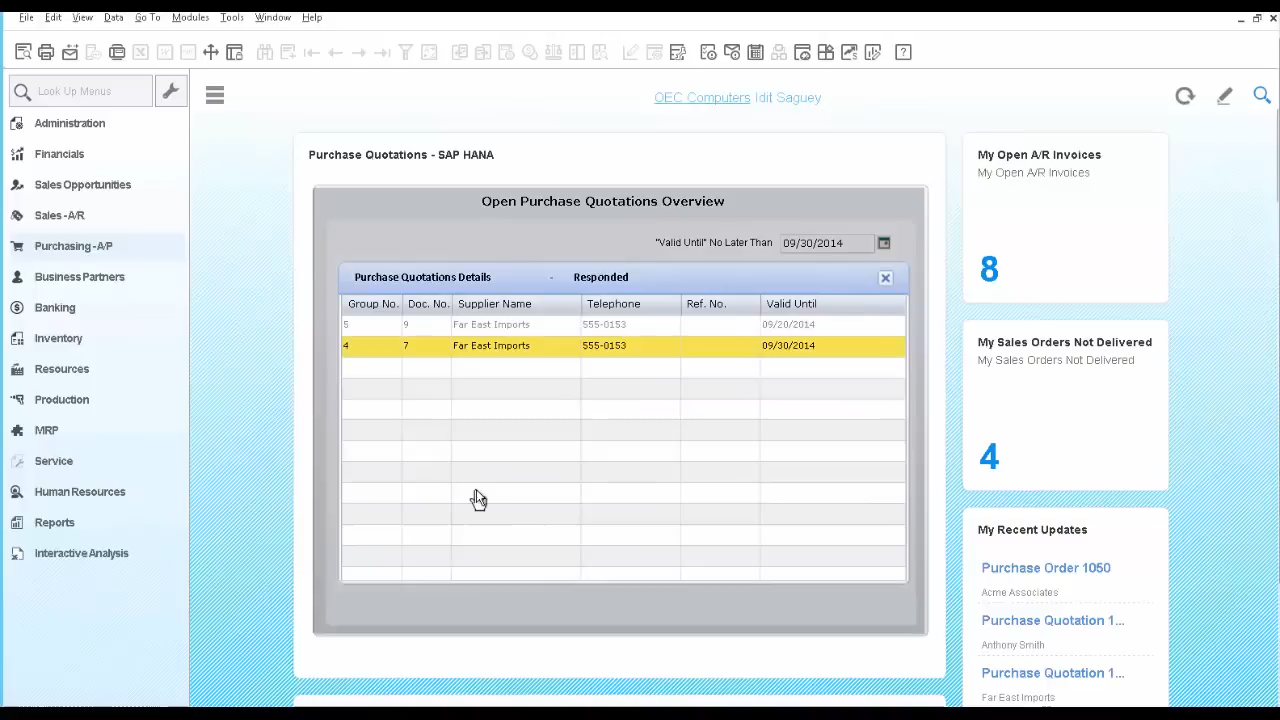 File Edit View Data Go To Modules Tools Window Help
Look Up Menus
Administration
Financials
Sales Opportunities
Sales - A/R
Purchasing - A/P
Business Partners
Banking
Inventory
Resources
Production
MRP
Service
Human Resources
Reports
Interactive Analysis
OEC Computers Idit Saguey
Purchase Quotations - SAP HANA
Open Purchase Quotations Overview
"Valid Until" No Later Than 09/30/2014
Purchase Quotations Details - Responded
Group No. Doc. No. Supplier Name Telephone Ref. No. Valid Until
5 9 Far East Imports 555-0153 09/20/2014
4 7 Far East Imports 555-0153 09/30/2014
My Open A/R Invoices
My Open A/R Invoices
8
My Sales Orders Not Delivered
My Sales Orders Not Delivered
4
My Recent Updates
Purchase Order 1050
Acme Associates
Purchase Quotation 1...
Anthony Smith
Purchase Quotation 1...
Far East Imports